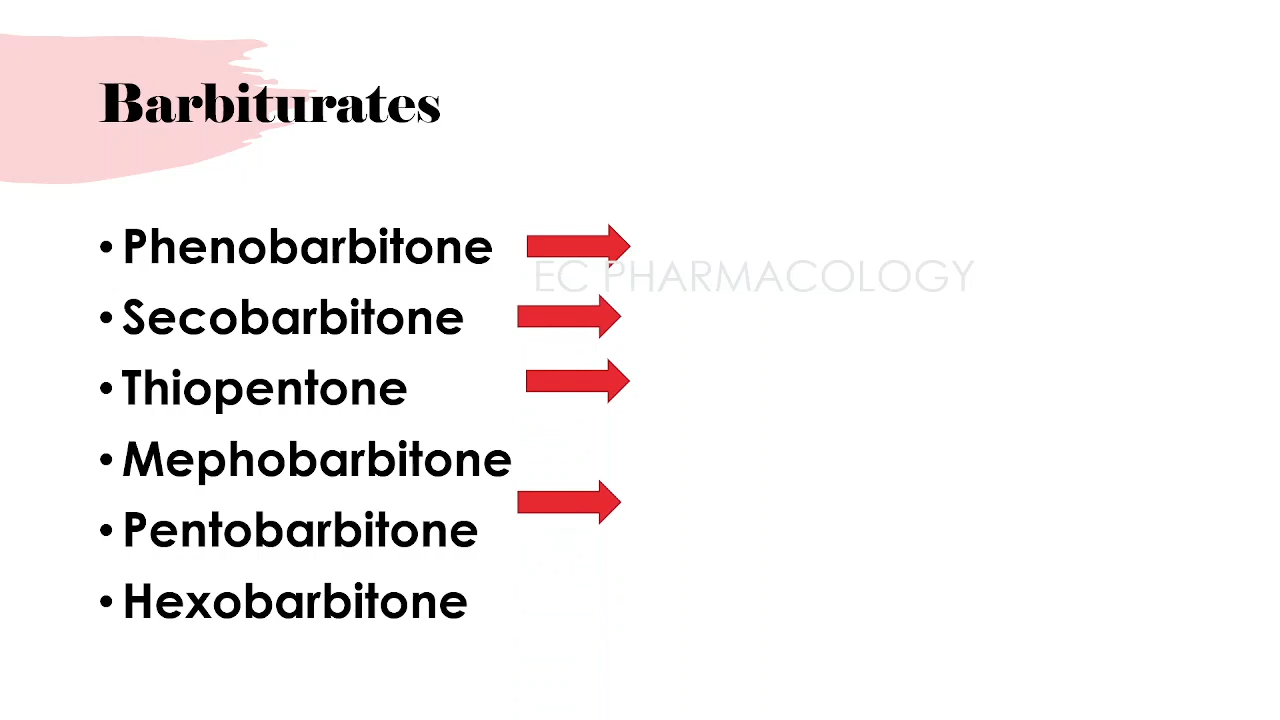 Barbiturates
• Phenobarbitone
EC PHARMACOLOGY
• Secobarbitone
• Thiopentone
• Mephobarbitone
• Pentobarbitone
• Hexobarbitone